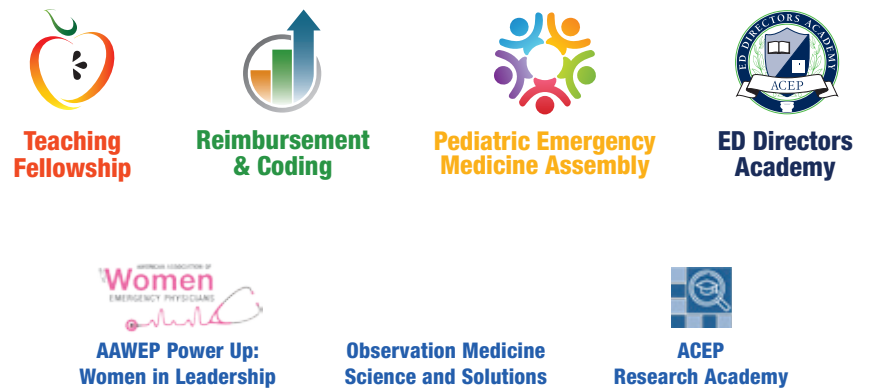 ED DIRECTORS ACADEMY
ACEP
Teaching
Fellowship
Reimbursement
& Coding
Pediatric Emergency
Medicine Assembly
ED Directors
Academy
AMERICAN ASSOCIATION OF
Women
EMERGENCY PHYSICIANS
AAWEP Power Up:
Women in Leadership
Observation Medicine
Science and Solutions
ACEP
Research Academy